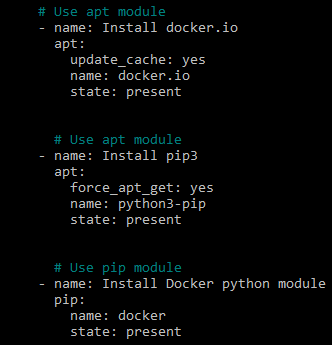 # Use apt module
- name: Install docker.io
apt:
update_cache: yes
name: docker.io
state: present
# Use apt module
- name: Install pip3
apt:
force_apt_get: yes
name: python3-pip
state: present
# Use pip module
- name: Install Docker python module
pip:
name: docker
state: present